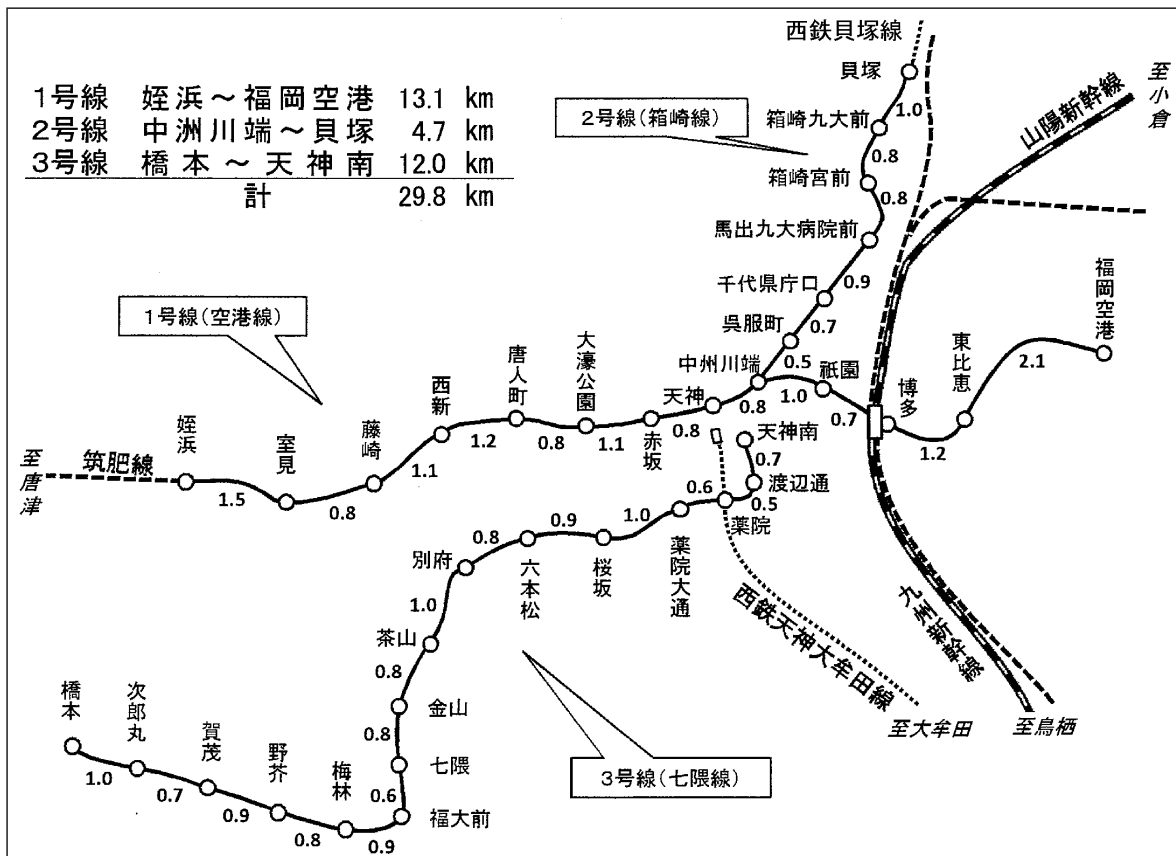 1号線 姪浜～福岡空港 13.1 km
2号線 中洲川端～貝塚 4.7 km
3号線 橋本～天神南 12.0 km
計 29.8 km
西鉄貝塚線
貝塚
1.0
2号線(箱崎線)
箱崎九大前
0.8
箱崎宮前
0.8
馬出九大病院前
0.9
千代県庁口
0.7
呉服町
0.5
中州川端
山陽新幹線
至小倉
1号線(空港線)
至唐津
筑肥線
姪浜
1.5
室見
0.8
藤崎
1.1
西新
1.2
唐人町
0.8
大濠公園
1.1
赤坂
0.8
天神
0.8
1.0
祇園
0.7
博多
1.2
東比恵
2.1
福岡空港
天神南
0.7
渡辺通
0.5
薬院
0.6
薬院大通
1.0
桜坂
0.9
六本松
0.8
別府
1.0
茶山
0.8
金山
0.8
七隈
0.6
福大前
0.9
梅林
0.8
野芥
0.9
賀茂
0.7
次郎丸
1.0
橋本
3号線(七隈線)
西鉄天神大牟田線
至大牟田
九州新幹線
至鳥栖